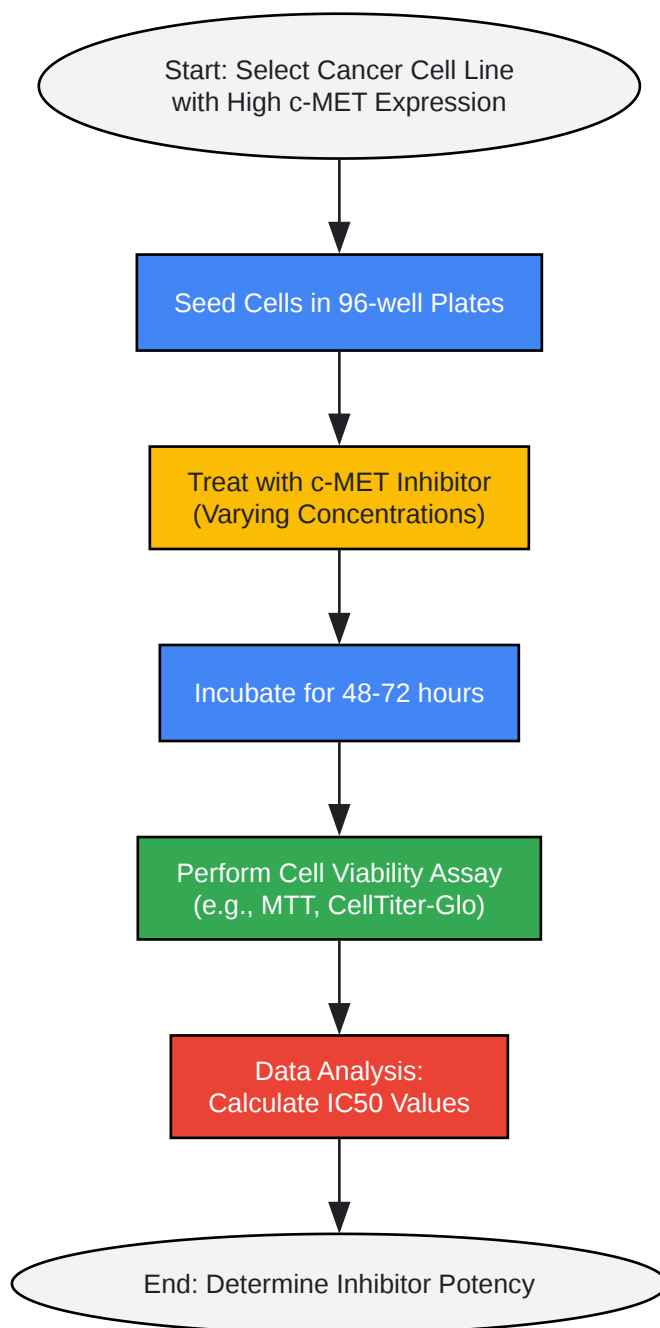 Start: Select Cancer Cell Line
with High c-MET Expression
Seed Cells in 96-well Plates
Treat with c-MET Inhibitor
(Varying Concentrations)
Incubate for 48-72 hours
Perform Cell Viability Assay
(e.g., MTT, CellTiter-Glo)
Data Analysis:
Calculate IC50 Values
End: Determine Inhibitor Potency